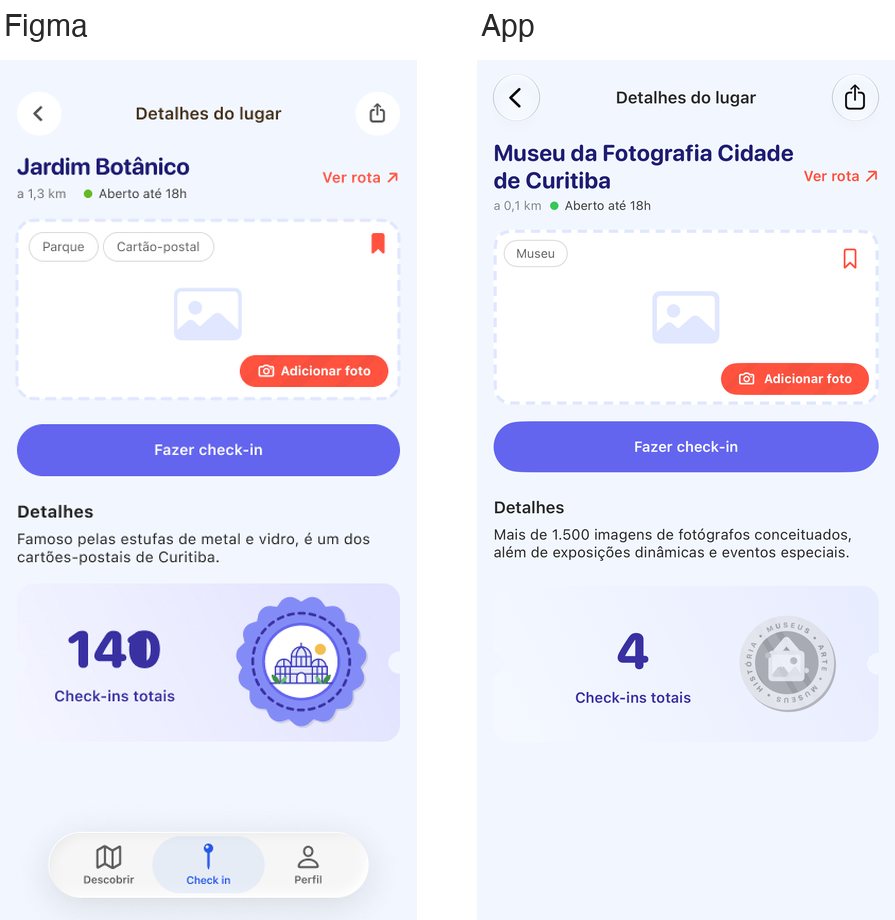 Figma
Detalhes do lugar
Jardim Botânico
Ver rota
a 1,3 km
Aberto até 18h
Parque
Cartão-postal
Adicionar foto
Fazer check-in
Detalhes
Famoso pelas estufas de metal e vidro, é um dos
cartões-postais de Curitiba.
140
Check-ins totais
Descobrir
Check in
Perfil
App
Detalhes do lugar
Museu da Fotografia Cidade
de Curitiba
Ver rota
a 0,1 km
Aberto até 18h
Museu
Adicionar foto
Fazer check-in
Detalhes
Mais de 1.500 imagens de fotógrafos conceituados,
além de exposições dinâmicas e eventos especiais.
4
Check-ins totais
MUSEUS • ARTE • MUSEUS • HISTÓRIA •